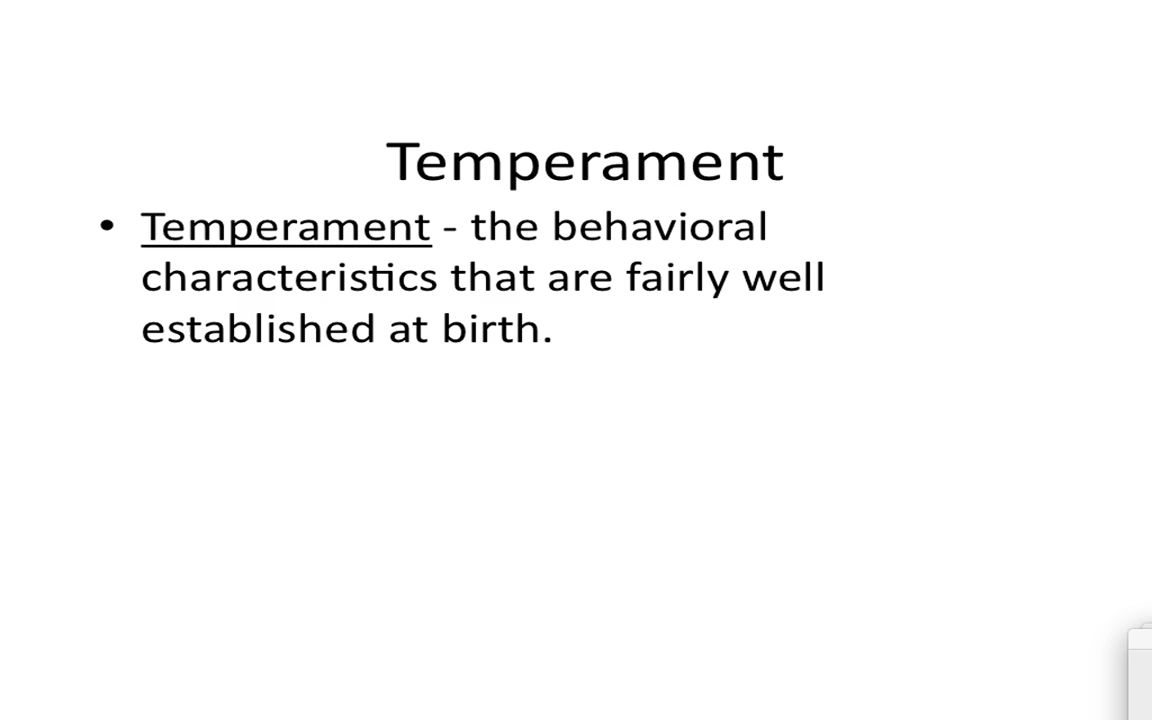 Temperament
• Temperament - the behavioral
characteristics that are fairly well
established at birth.